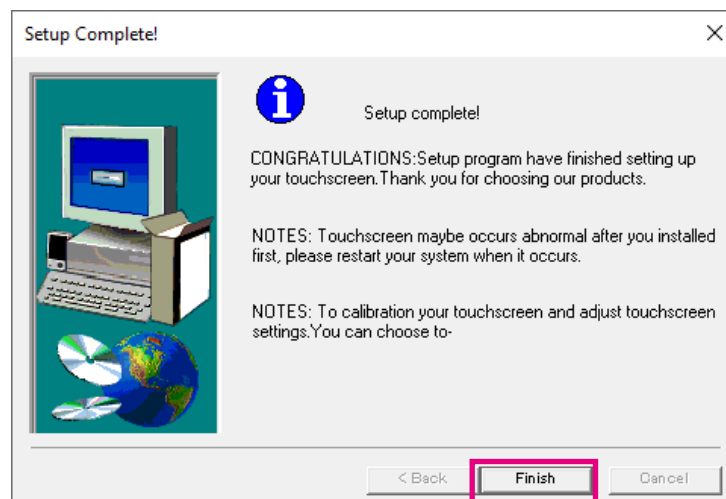 Setup Complete!
Setup complete!
CONGRATULATIONS:Setup program have finished setting up
your touchscreen.Thank you for choosing our products.
NOTES: Touchscreen maybe occurs abnormal after you installed
first, please restart your system when it occurs.
NOTES: To calibration your touchscreen and adjust touchscreen
settings.You can choose to-
< Back
Finish
Cancel